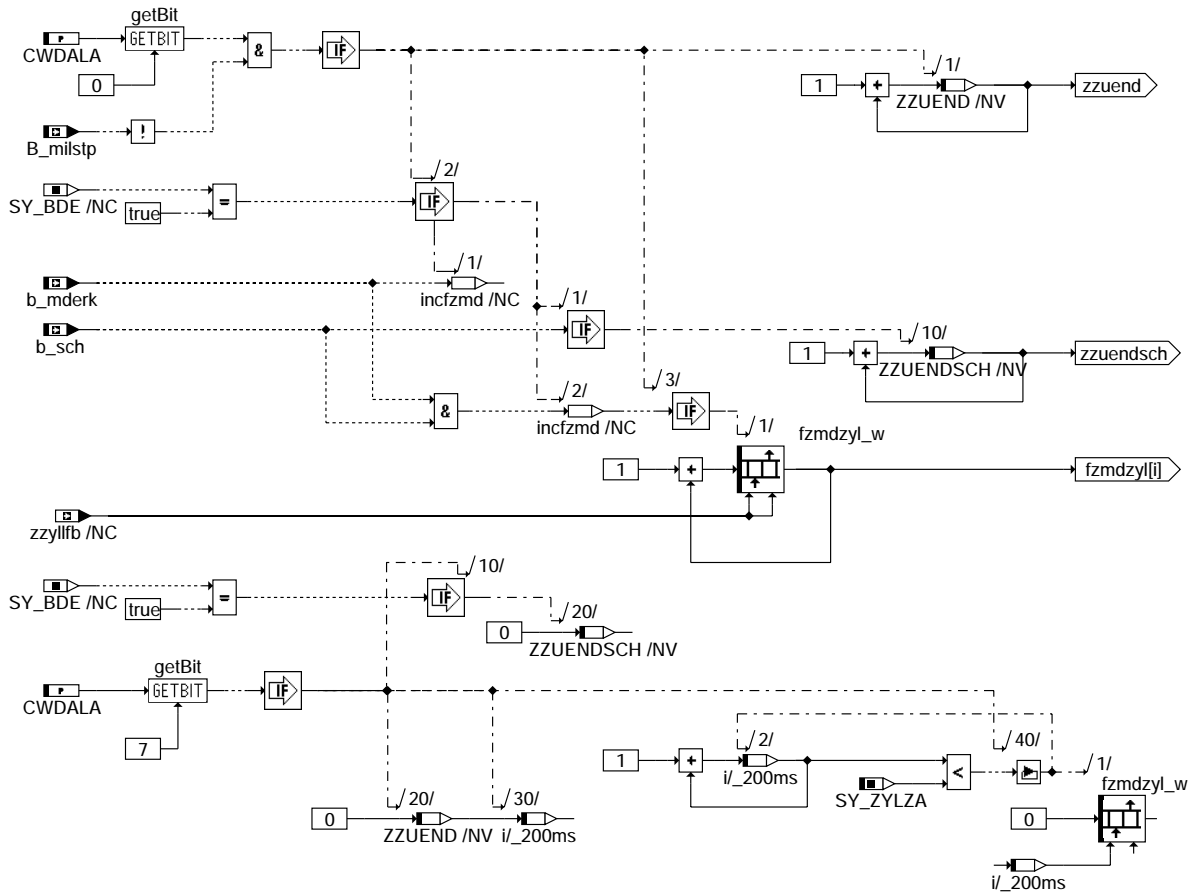 getBit
P
GETBIT
CWDALA
0
&
IF
1/
1
+
ZZUEND /NV
zzuend
B_milstp
!
2/
SY_BDE /NC
true
=
IF
1/
b_mderk
incfzmd /NC
1/
b_sch
IF
10/
1
+
ZZUENDSCH /NV
zzuendsch
2/
3/
&
incfzmd /NC
IF
1/
fzmdzyl_w
1
+
fzmdzyl[i]
zzyllfb /NC
10/
SY_BDE /NC
true
=
IF
20/
0
ZZUENDSCH /NV
getBit
P
GETBIT
CWDALA
IF
7
2/
40/
1
+
i/_200ms
<
1/
SY_ZYLZA
fzmdzyl_w
20/
30/
0
ZZUEND /NV
i/_200ms
0
i/_200ms